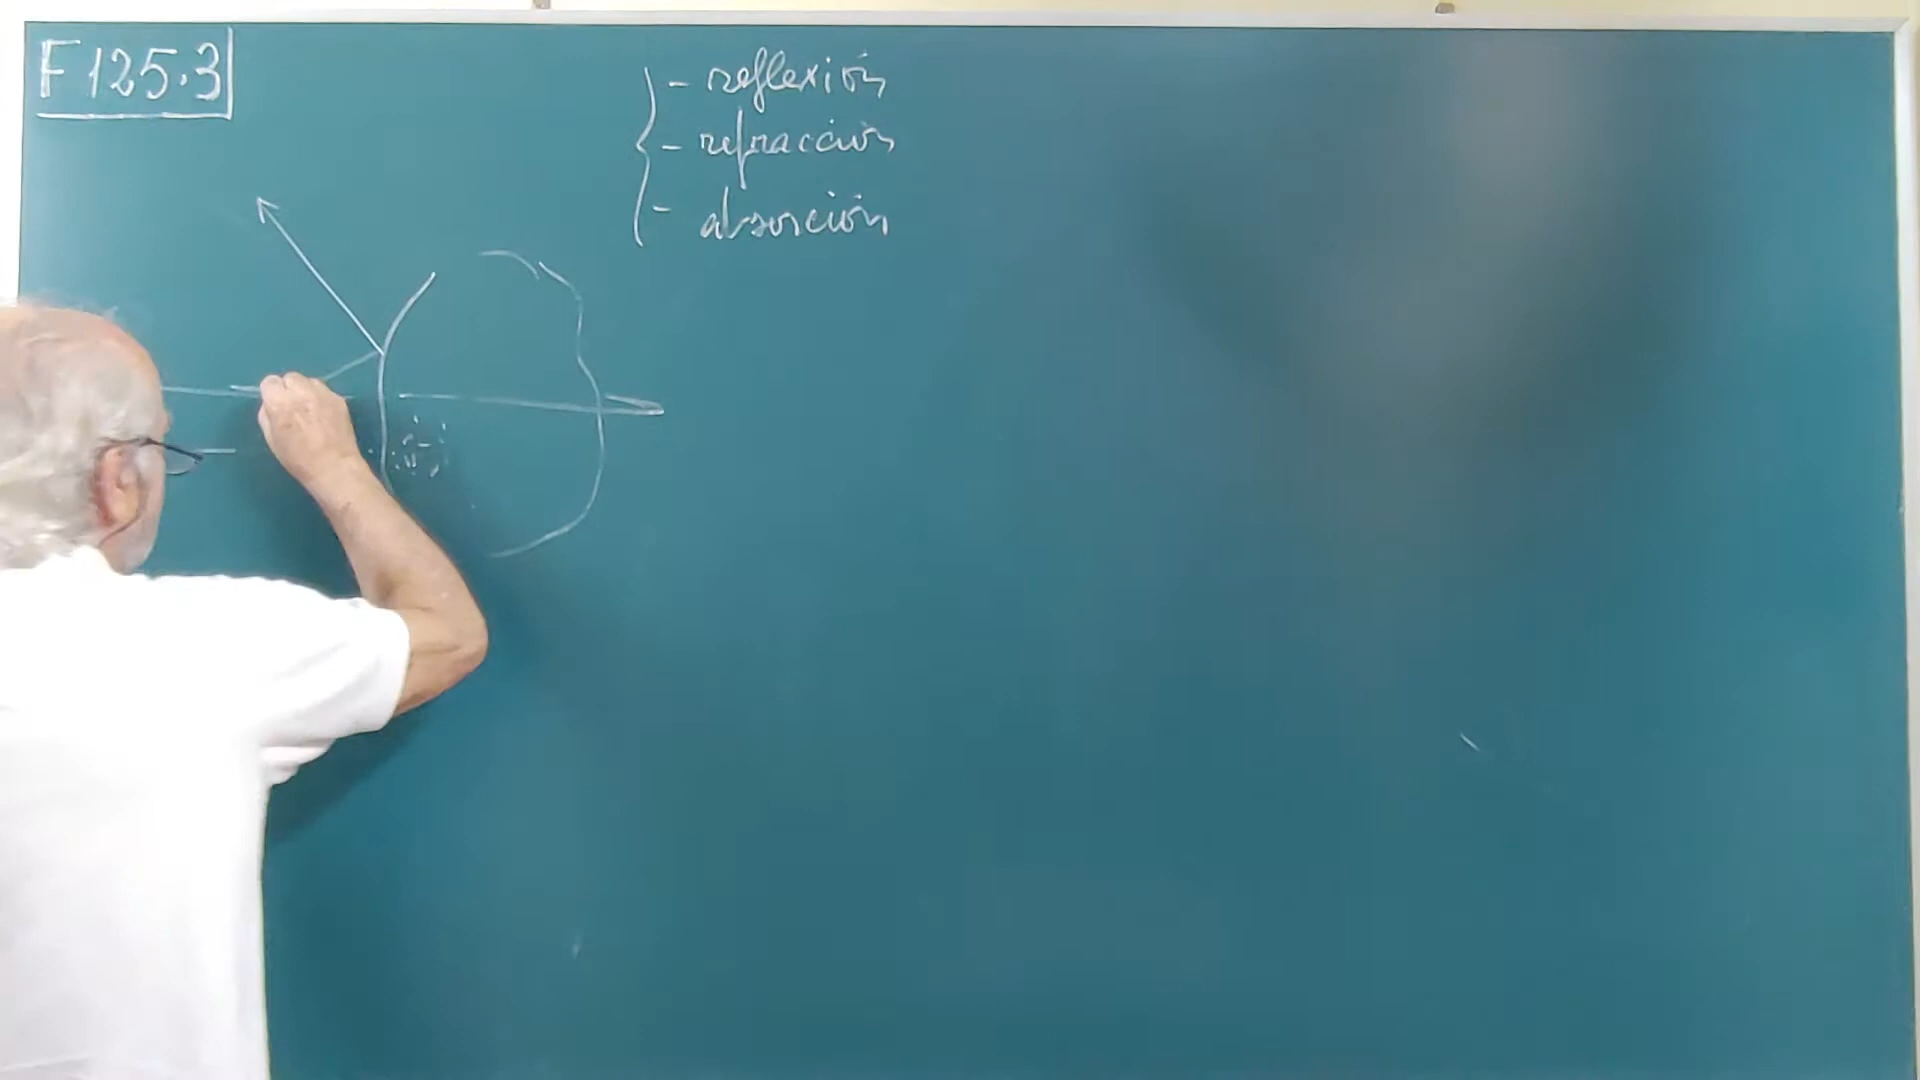 F 125.3
- reflexión
- refracción
- absorción